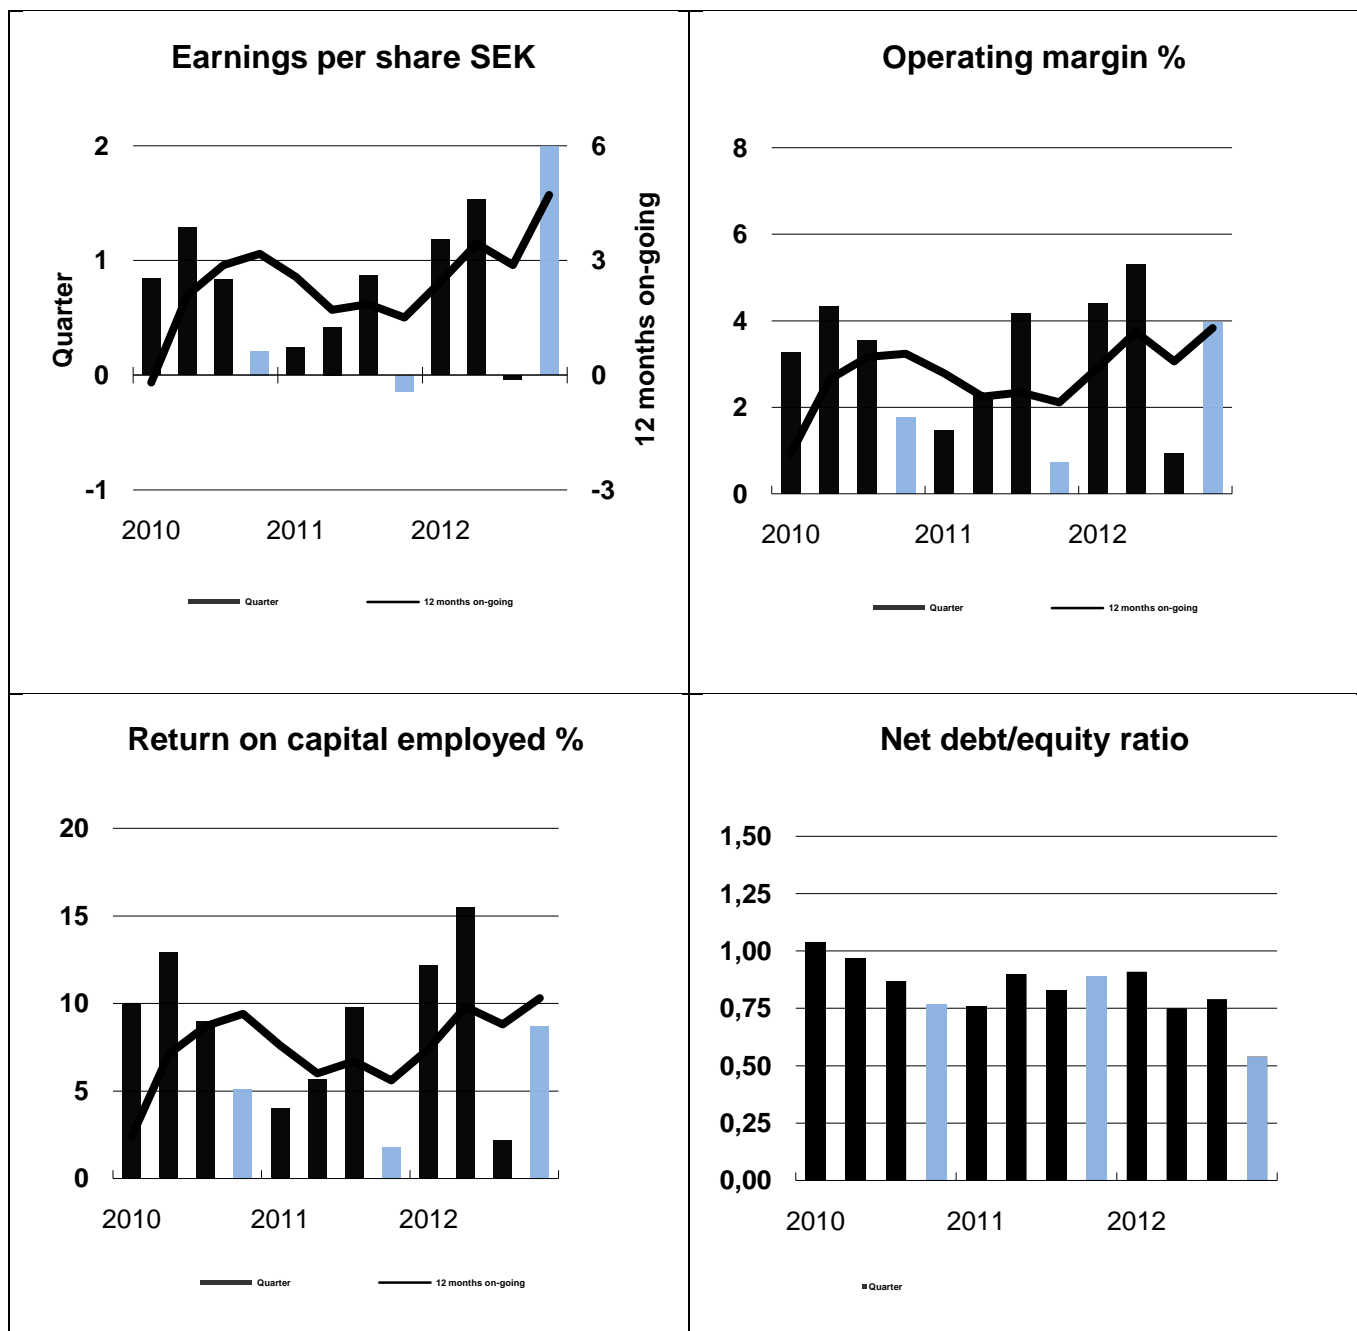 Earnings per share SEK
2
1
0
-1
Quarter
6
3
0
-3
12 months on-going
2010 2011 2012
Quarter 12 months on-going
Operating margin %
8
6
4
2
0
2010 2011 2012
Quarter 12 months on-going
Return on capital employed %
20
15
10
5
0
2010 2011 2012
Quarter 12 months on-going
Net debt/equity ratio
1,50
1,25
1,00
0,75
0,50
0,25
0,00
2010 2011 2012
Quarter